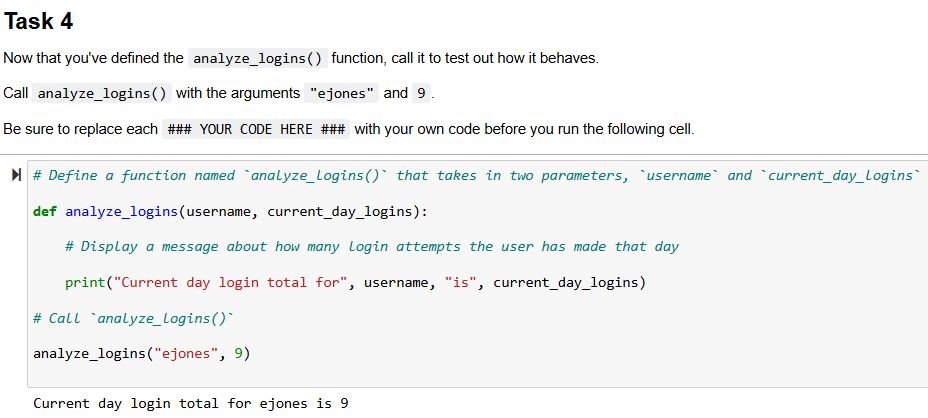 Task 4
Now that you've defined the analyze_logins() function, call it to test out how it behaves.
Call analyze_logins() with the arguments "ejones" and 9 .
Be sure to replace each ### YOUR CODE HERE ### with your own code before you run the following cell.
# Define a function named `analyze_logins()` that takes in two parameters, `username` and `current_day_logins`
def analyze_logins(username, current_day_logins):
    # Display a message about how many login attempts the user has made that day
    print("Current day login total for", username, "is", current_day_logins)
# Call `analyze_logins()`
analyze_logins("ejones", 9)
Current day login total for ejones is 9